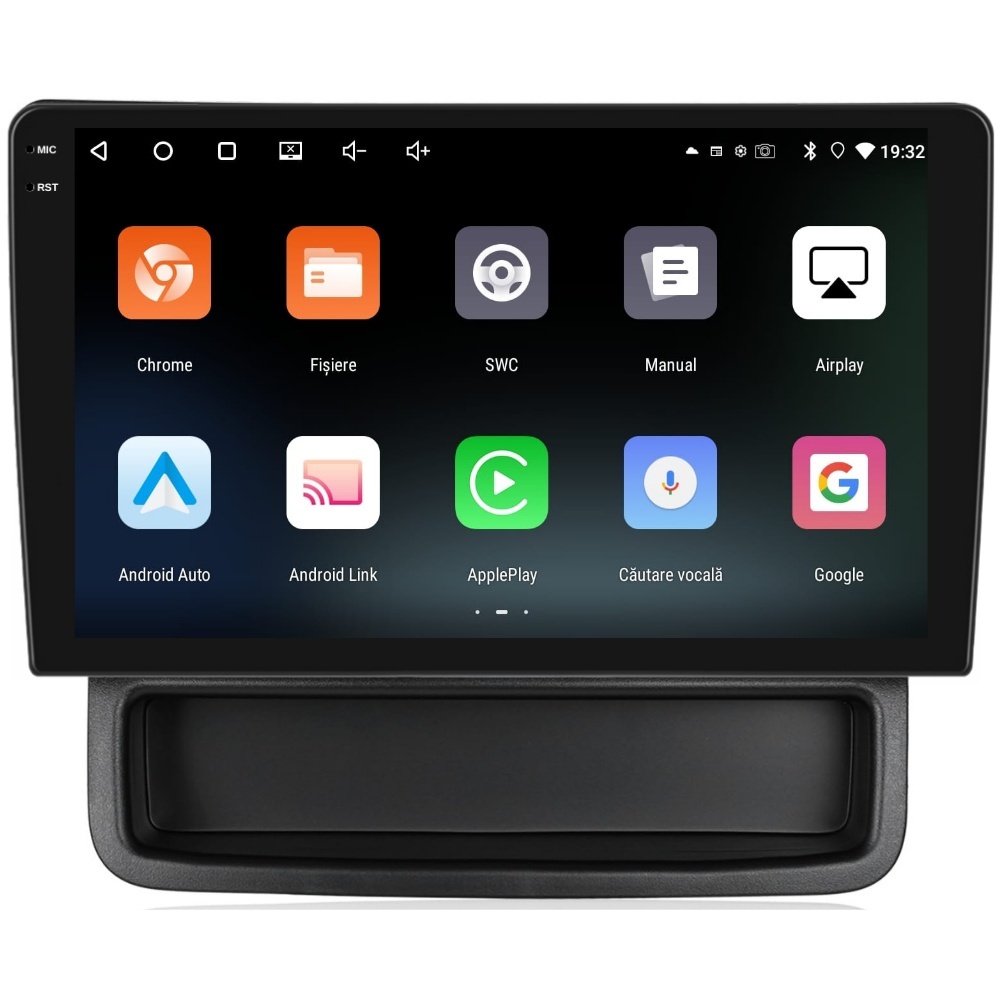 MIC
19:32
RST
Chrome
Fișiere
SWC
Manual
Airplay
Android Auto
Android Link
ApplePlay
Căutare vocală
Google